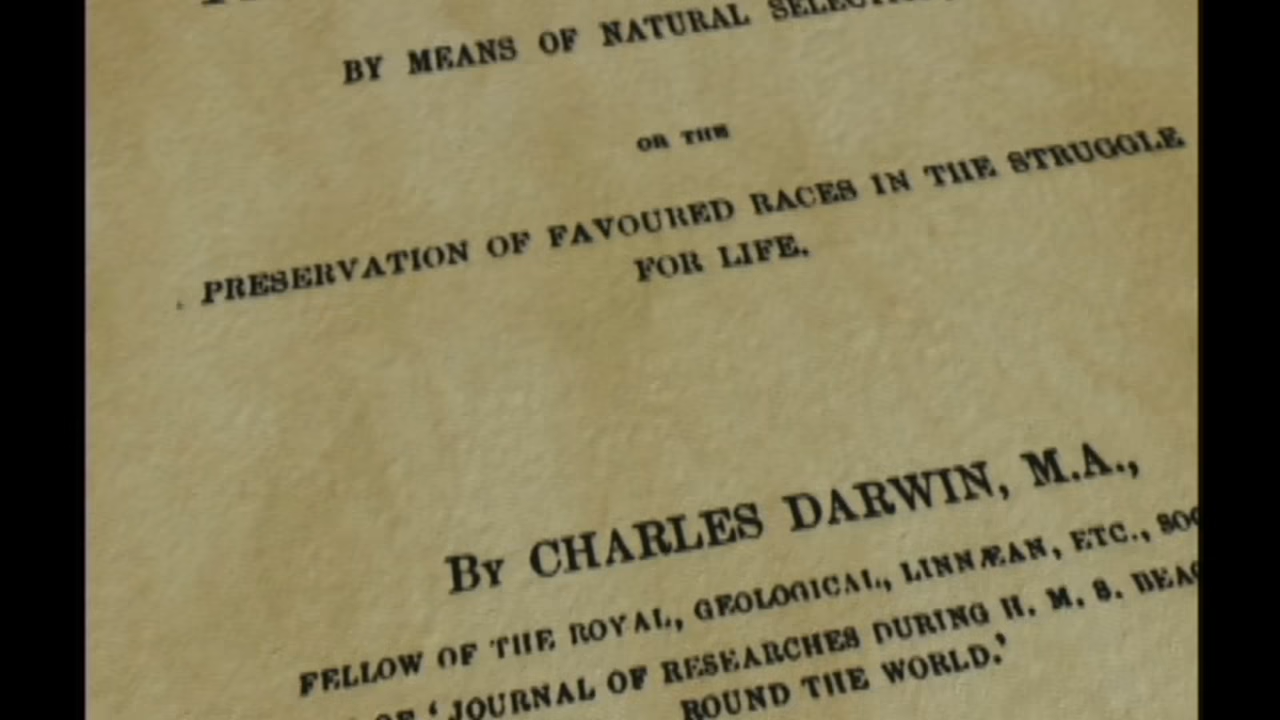 BY MEANS OF NATURAL
OR THE
PRESERVATION OF FAVOURED RACES IN THE STRUGGLE
FOR LIFE.
BY CHARLES DARWIN, M.A.,
FELLOW OF THE ROYAL, GEOLOGICAL, LINNÆAN, ETC.,
OF 'JOURNAL OF RESEARCHES DURING H. M. S.
ROUND THE WORLD.'